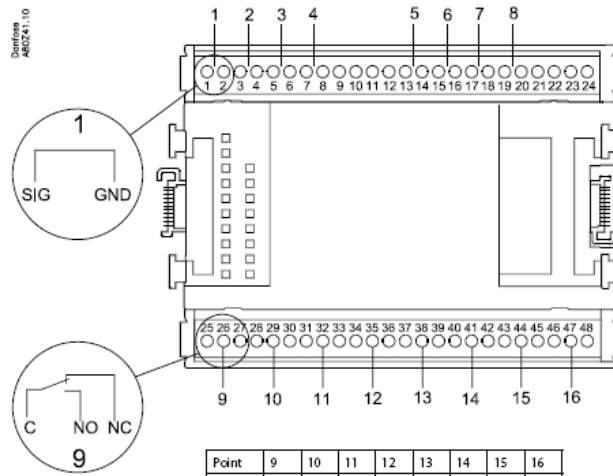 Danfoss
A80Z41.10
1 2 3 4 5 6 7 8
1 2 3 4 5 6 7 8 9 10 11 12 13 14 15 16 17 18 19 20 21 22 23 24
1
SIG GND
25 26 27 28 29 30 31 32 33 34 35 36 37 38 39 40 41 42 43 44 45 46 47 48
9 10 11 12 13 14 15 16
C NO NC
9
Point 9 10 11 12 13 14 15 16